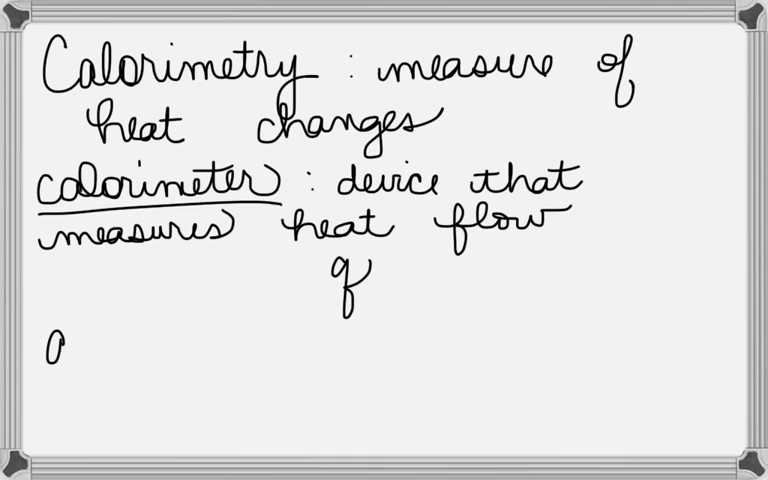 Calorimetry : measure of
heat changes
calorimeter : device that
measures heat flow
q